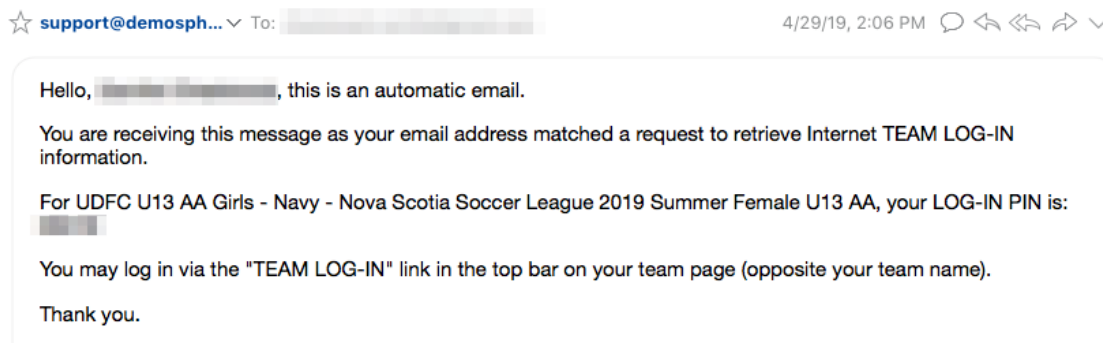 support@demosph... To:
4/29/19, 2:06 PM
Hello, , this is an automatic email.
You are receiving this message as your email address matched a request to retrieve Internet TEAM LOG-IN
information.
For UDFC U13 AA Girls - Navy - Nova Scotia Soccer League 2019 Summer Female U13 AA, your LOG-IN PIN is:
You may log in via the "TEAM LOG-IN" link in the top bar on your team page (opposite your team name).
Thank you.